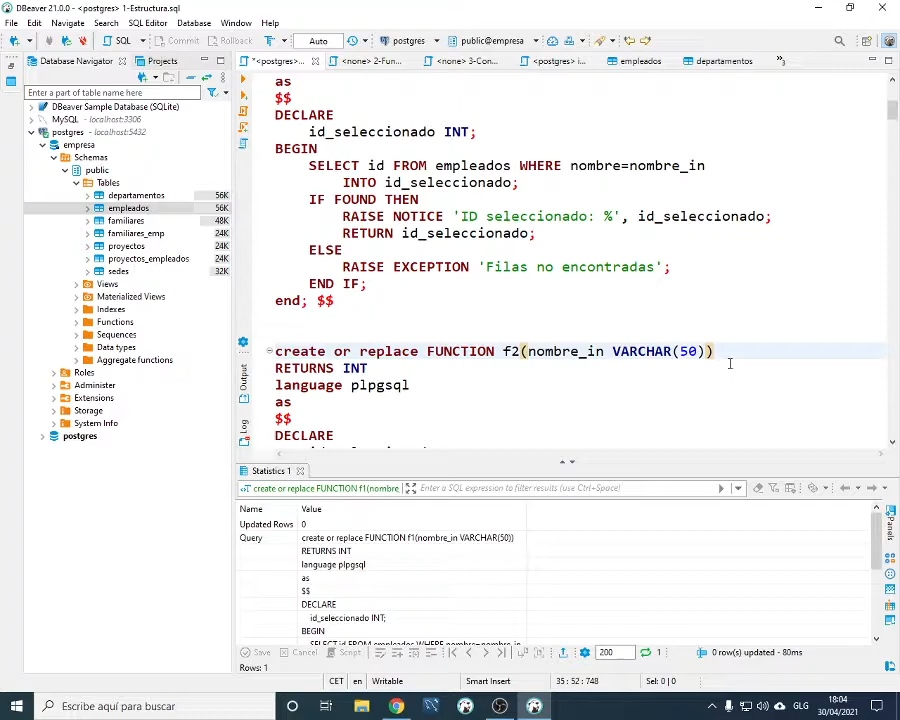 DBeaver 21.0.0 - <postgres> 1-Estructura.sql
File Edit Navigate Search SQL Editor Database Window Help
SQL Commit Rollback Auto postgres public@empresa
Database Navigator Projects
*<postgres>... <none> 2-Fun... <none> 3-Con... <postgres> i... empleados departamentos
Enter a part of table name here
DBeaver Sample Database (SQLite)
MySQL - localhost:3306
postgres - localhost:5432
empresa
Schemas
public
Tables
departamentos 56K
empleados 56K
familiares 48K
familiares_emp 24K
proyectos 24K
proyectos_empleados 24K
sedes 32K
Views
Materialized Views
Indexes
Functions
Sequences
Data types
Aggregate functions
Roles
Administer
Extensions
Storage
System Info
postgres
as
$$
DECLARE
id_seleccionado INT;
BEGIN
SELECT id FROM empleados WHERE nombre=nombre_in
INTO id_seleccionado;
IF FOUND THEN
RAISE NOTICE 'ID seleccionado: %', id_seleccionado;
RETURN id_seleccionado;
ELSE
RAISE EXCEPTION 'Filas no encontradas';
END IF;
end; $$
create or replace FUNCTION f2(nombre_in VARCHAR(50))
RETURNS INT
language plpgsql
as
$$
DECLARE
Output
Log
Statistics 1
create or replace FUNCTION f1(nombre_ Enter a SQL expression to filter results (use Ctrl+Space)
Name Value
Updated Rows 0
Query create or replace FUNCTION f1(nombre_in VARCHAR(50))
RETURNS INT
language plpgsql
as
$$
DECLARE
id_seleccionado INT;
BEGIN
SELECT id FROM empleados WHERE nombre=nombre_in
Panels
Save Cancel Script 200 1 0 row(s) updated - 80ms
Rows: 1
CET en Writable Smart Insert 35 : 52 : 748 Sel: 0 | 0
Escribe aquí para buscar
GLG
18:04
30/04/2021